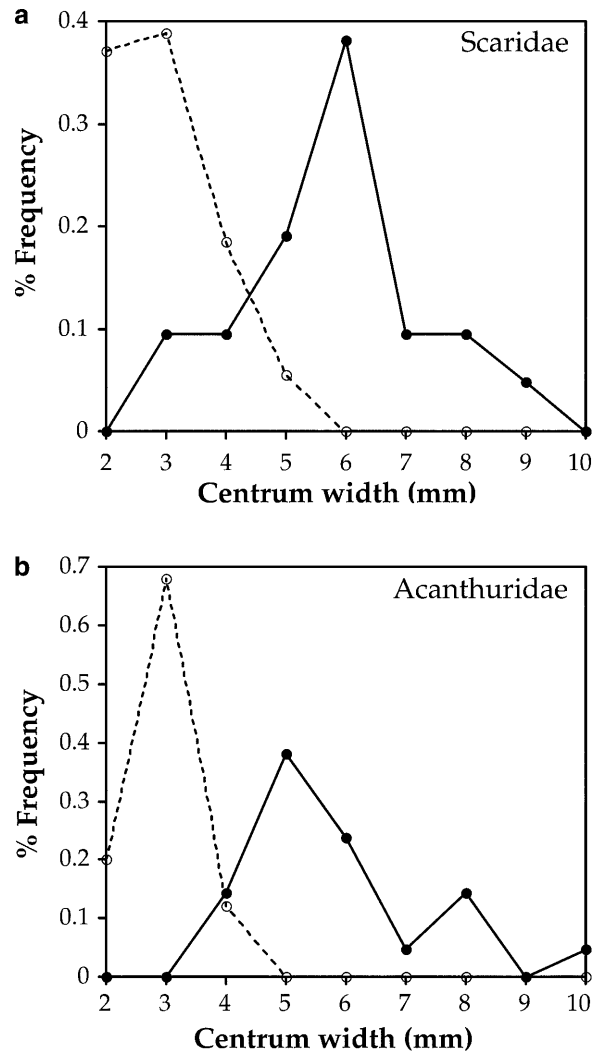 a
Scaridae
% Frequency
0.4
0.3
0.2
0.1
0
2 3 4 5 6 7 8 9 10
Centrum width (mm)
b
Acanthuridae
% Frequency
0.7
0.6
0.5
0.4
0.3
0.2
0.1
0
2 3 4 5 6 7 8 9 10
Centrum width (mm)